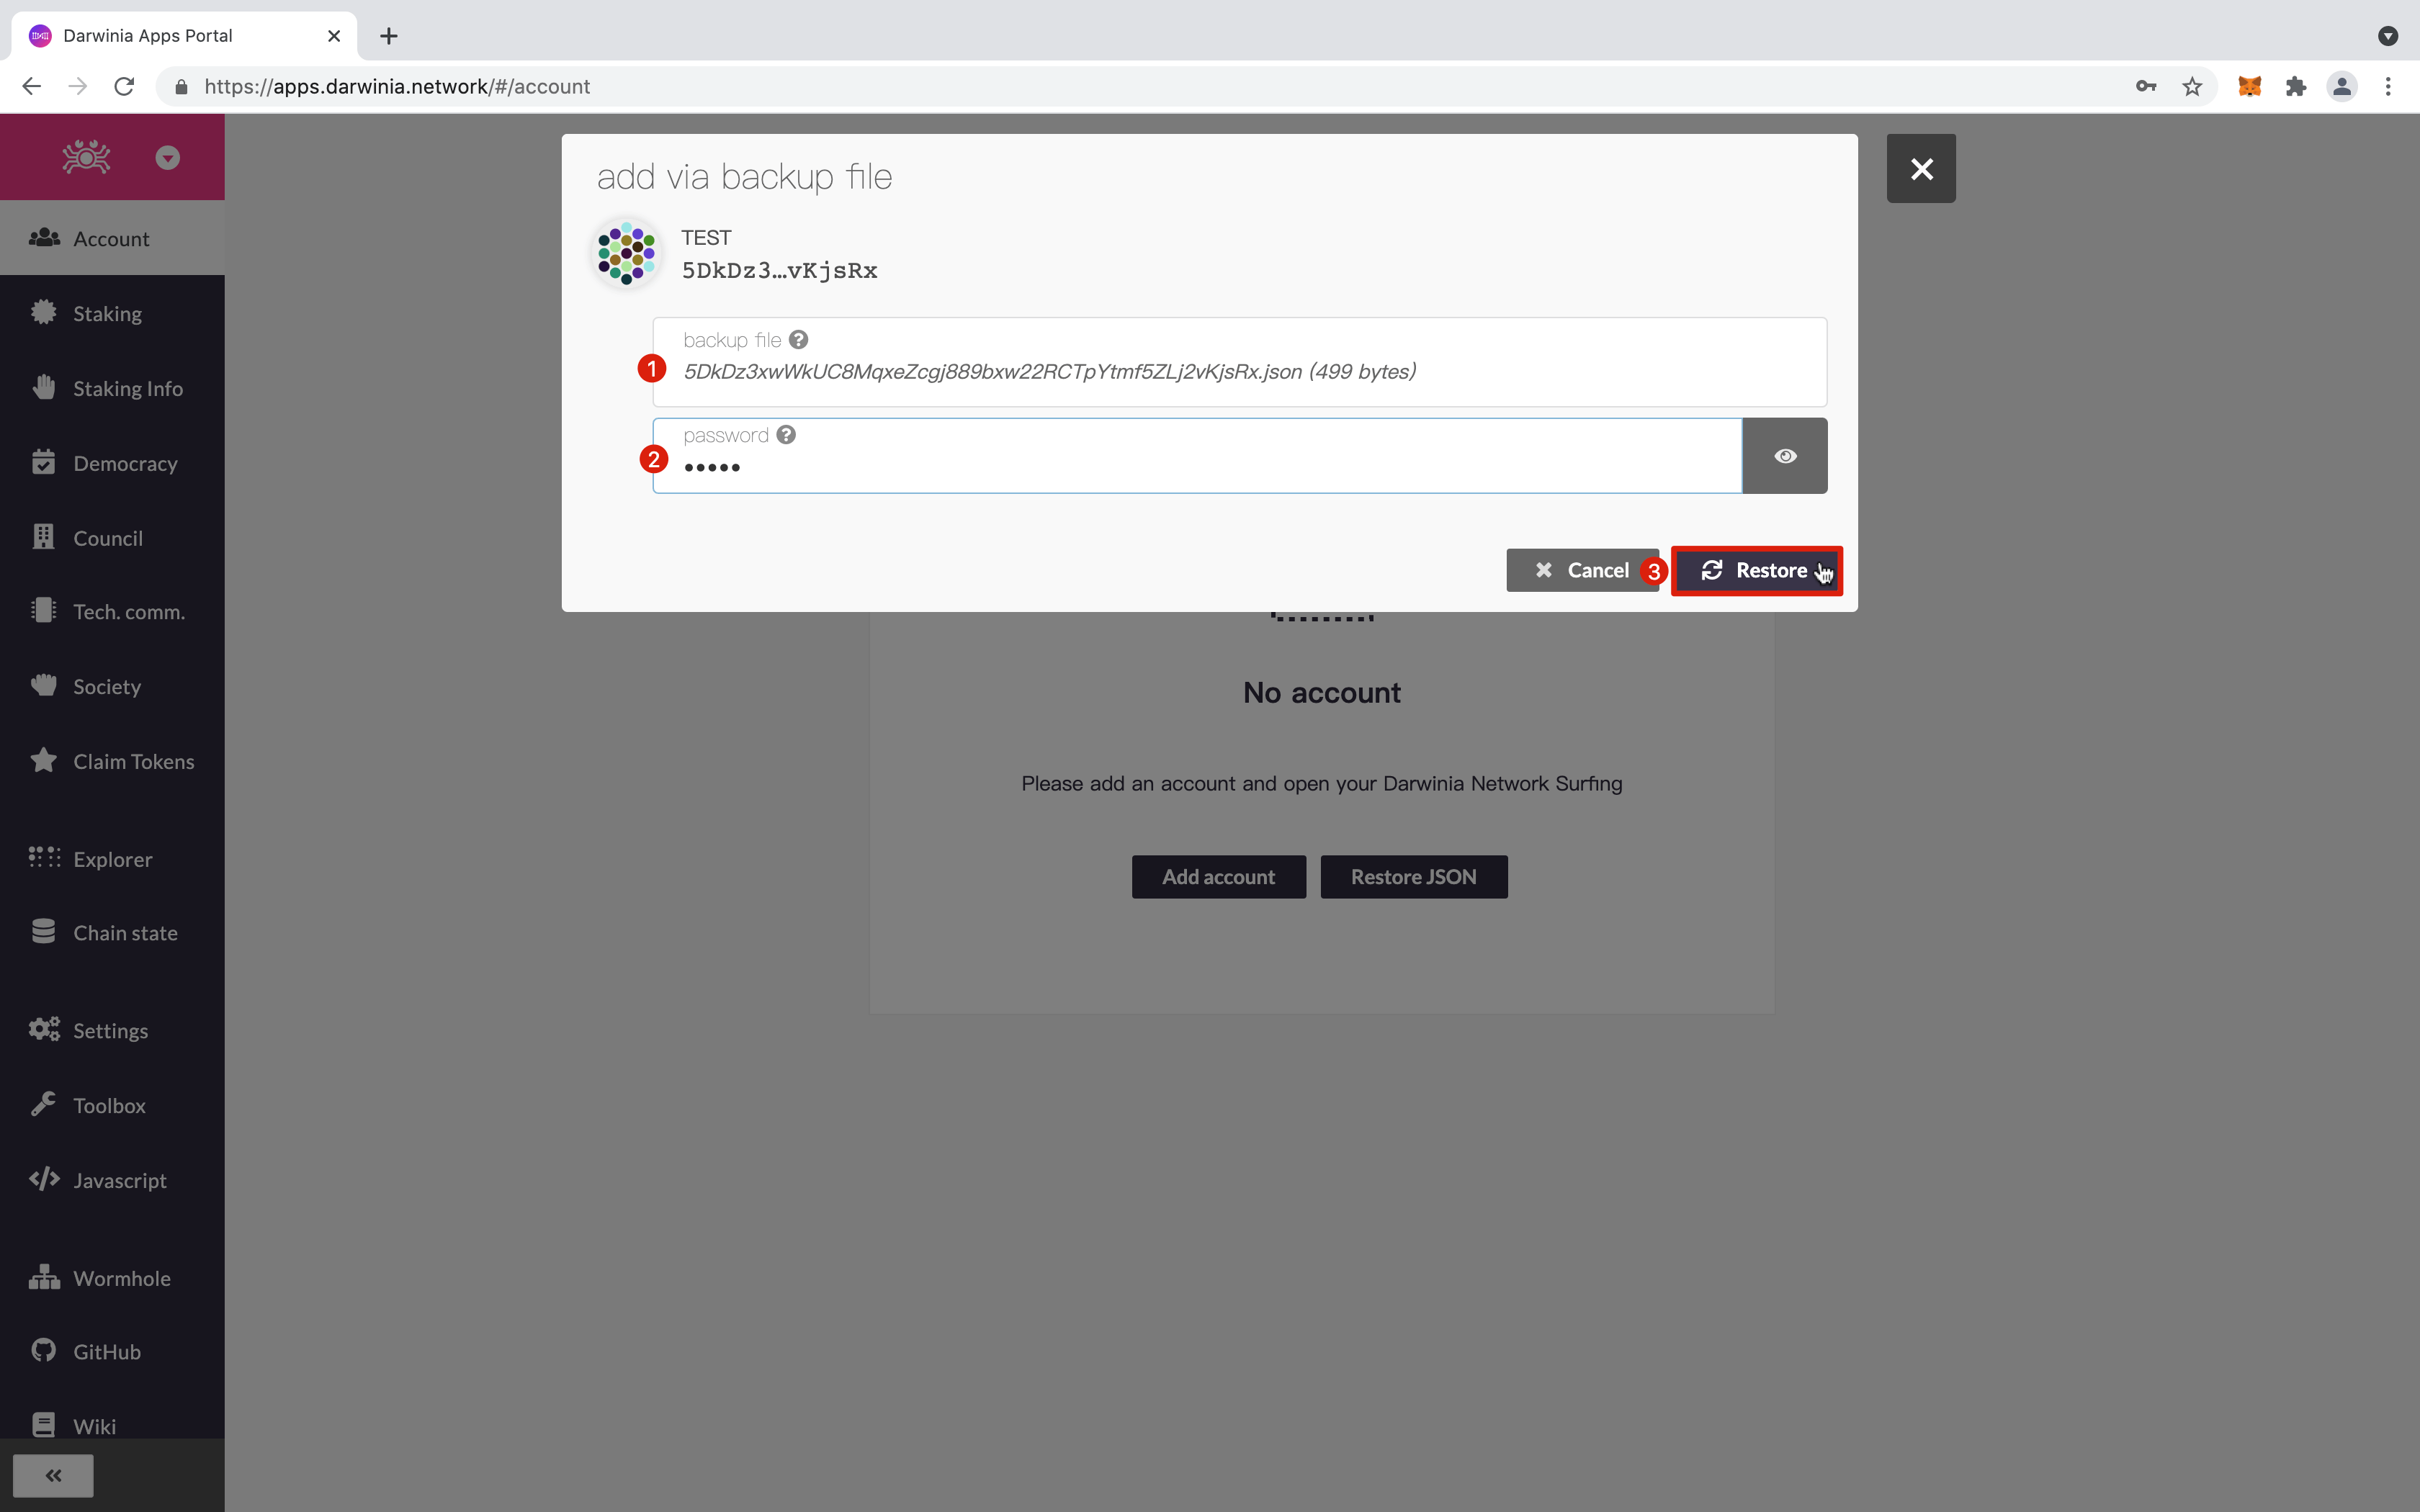 Darwinia Apps Portal
https://apps.darwinia.network/#/account
Account
Staking
Staking Info
Democracy
Council
Tech. comm.
Society
Claim Tokens
Explorer
Chain state
Settings
Toolbox
Javascript
Wormhole
GitHub
Wiki
add via backup file
TEST
5DkDz3…vKjsRx
backup file
1
5DkDz3xwWkUC8MqxeZcgj889bxw22RCTpYtmf5ZLj2vKjsRx.json (499 bytes)
password
2
•••••
Cancel
3
Restore
No account
Please add an account and open your Darwinia Network Surfing
Add account
Restore JSON